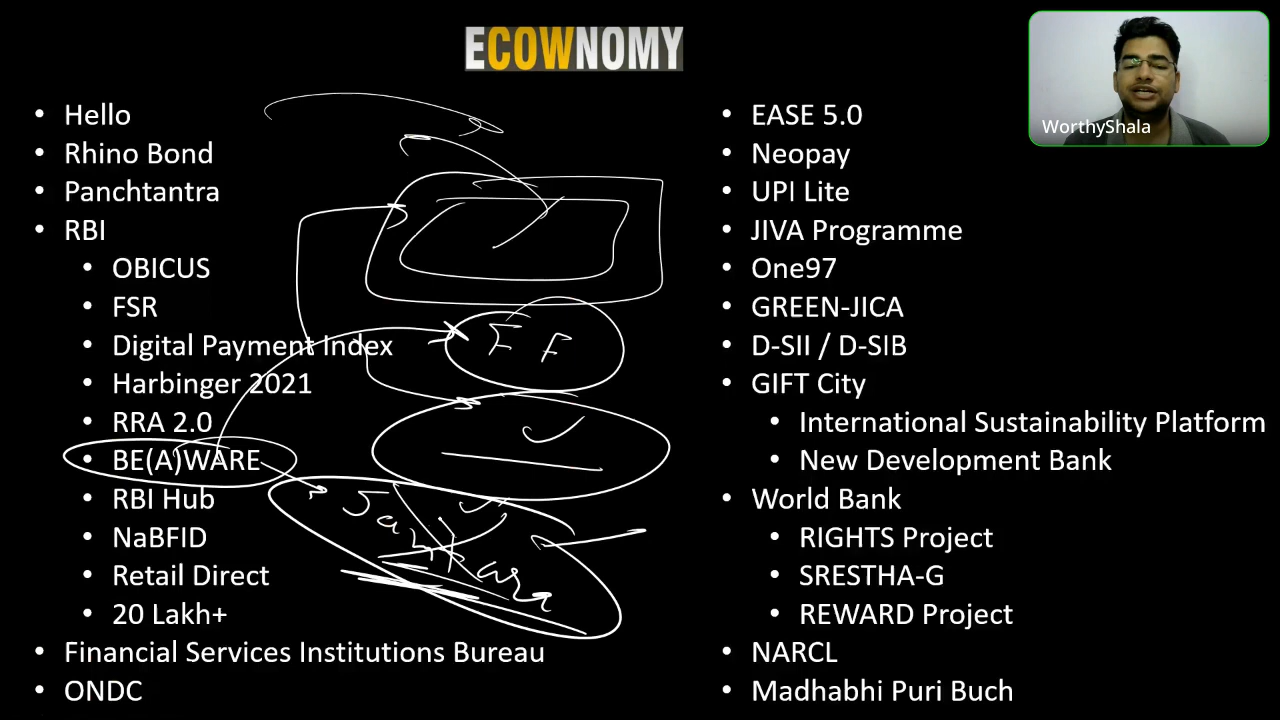 ECOWNOMY
WorthyShala
• Hello
• Rhino Bond
• Panchtantra
• RBI
• OBICUS
• FSR
• Digital Payment Index
• Harbinger 2021
• RRA 2.0
• BE(A)WARE
• RBI Hub
• NaBFID
• Retail Direct
• 20 Lakh+
• Financial Services Institutions Bureau
• ONDC
E F
Sankara
• EASE 5.0
• Neopay
• UPI Lite
• JIVA Programme
• One97
• GREEN-JICA
• D-SII / D-SIB
• GIFT City
• International Sustainability Platform
• New Development Bank
• World Bank
• RIGHTS Project
• SRESTHA-G
• REWARD Project
• NARCL
• Madhabhi Puri Buch